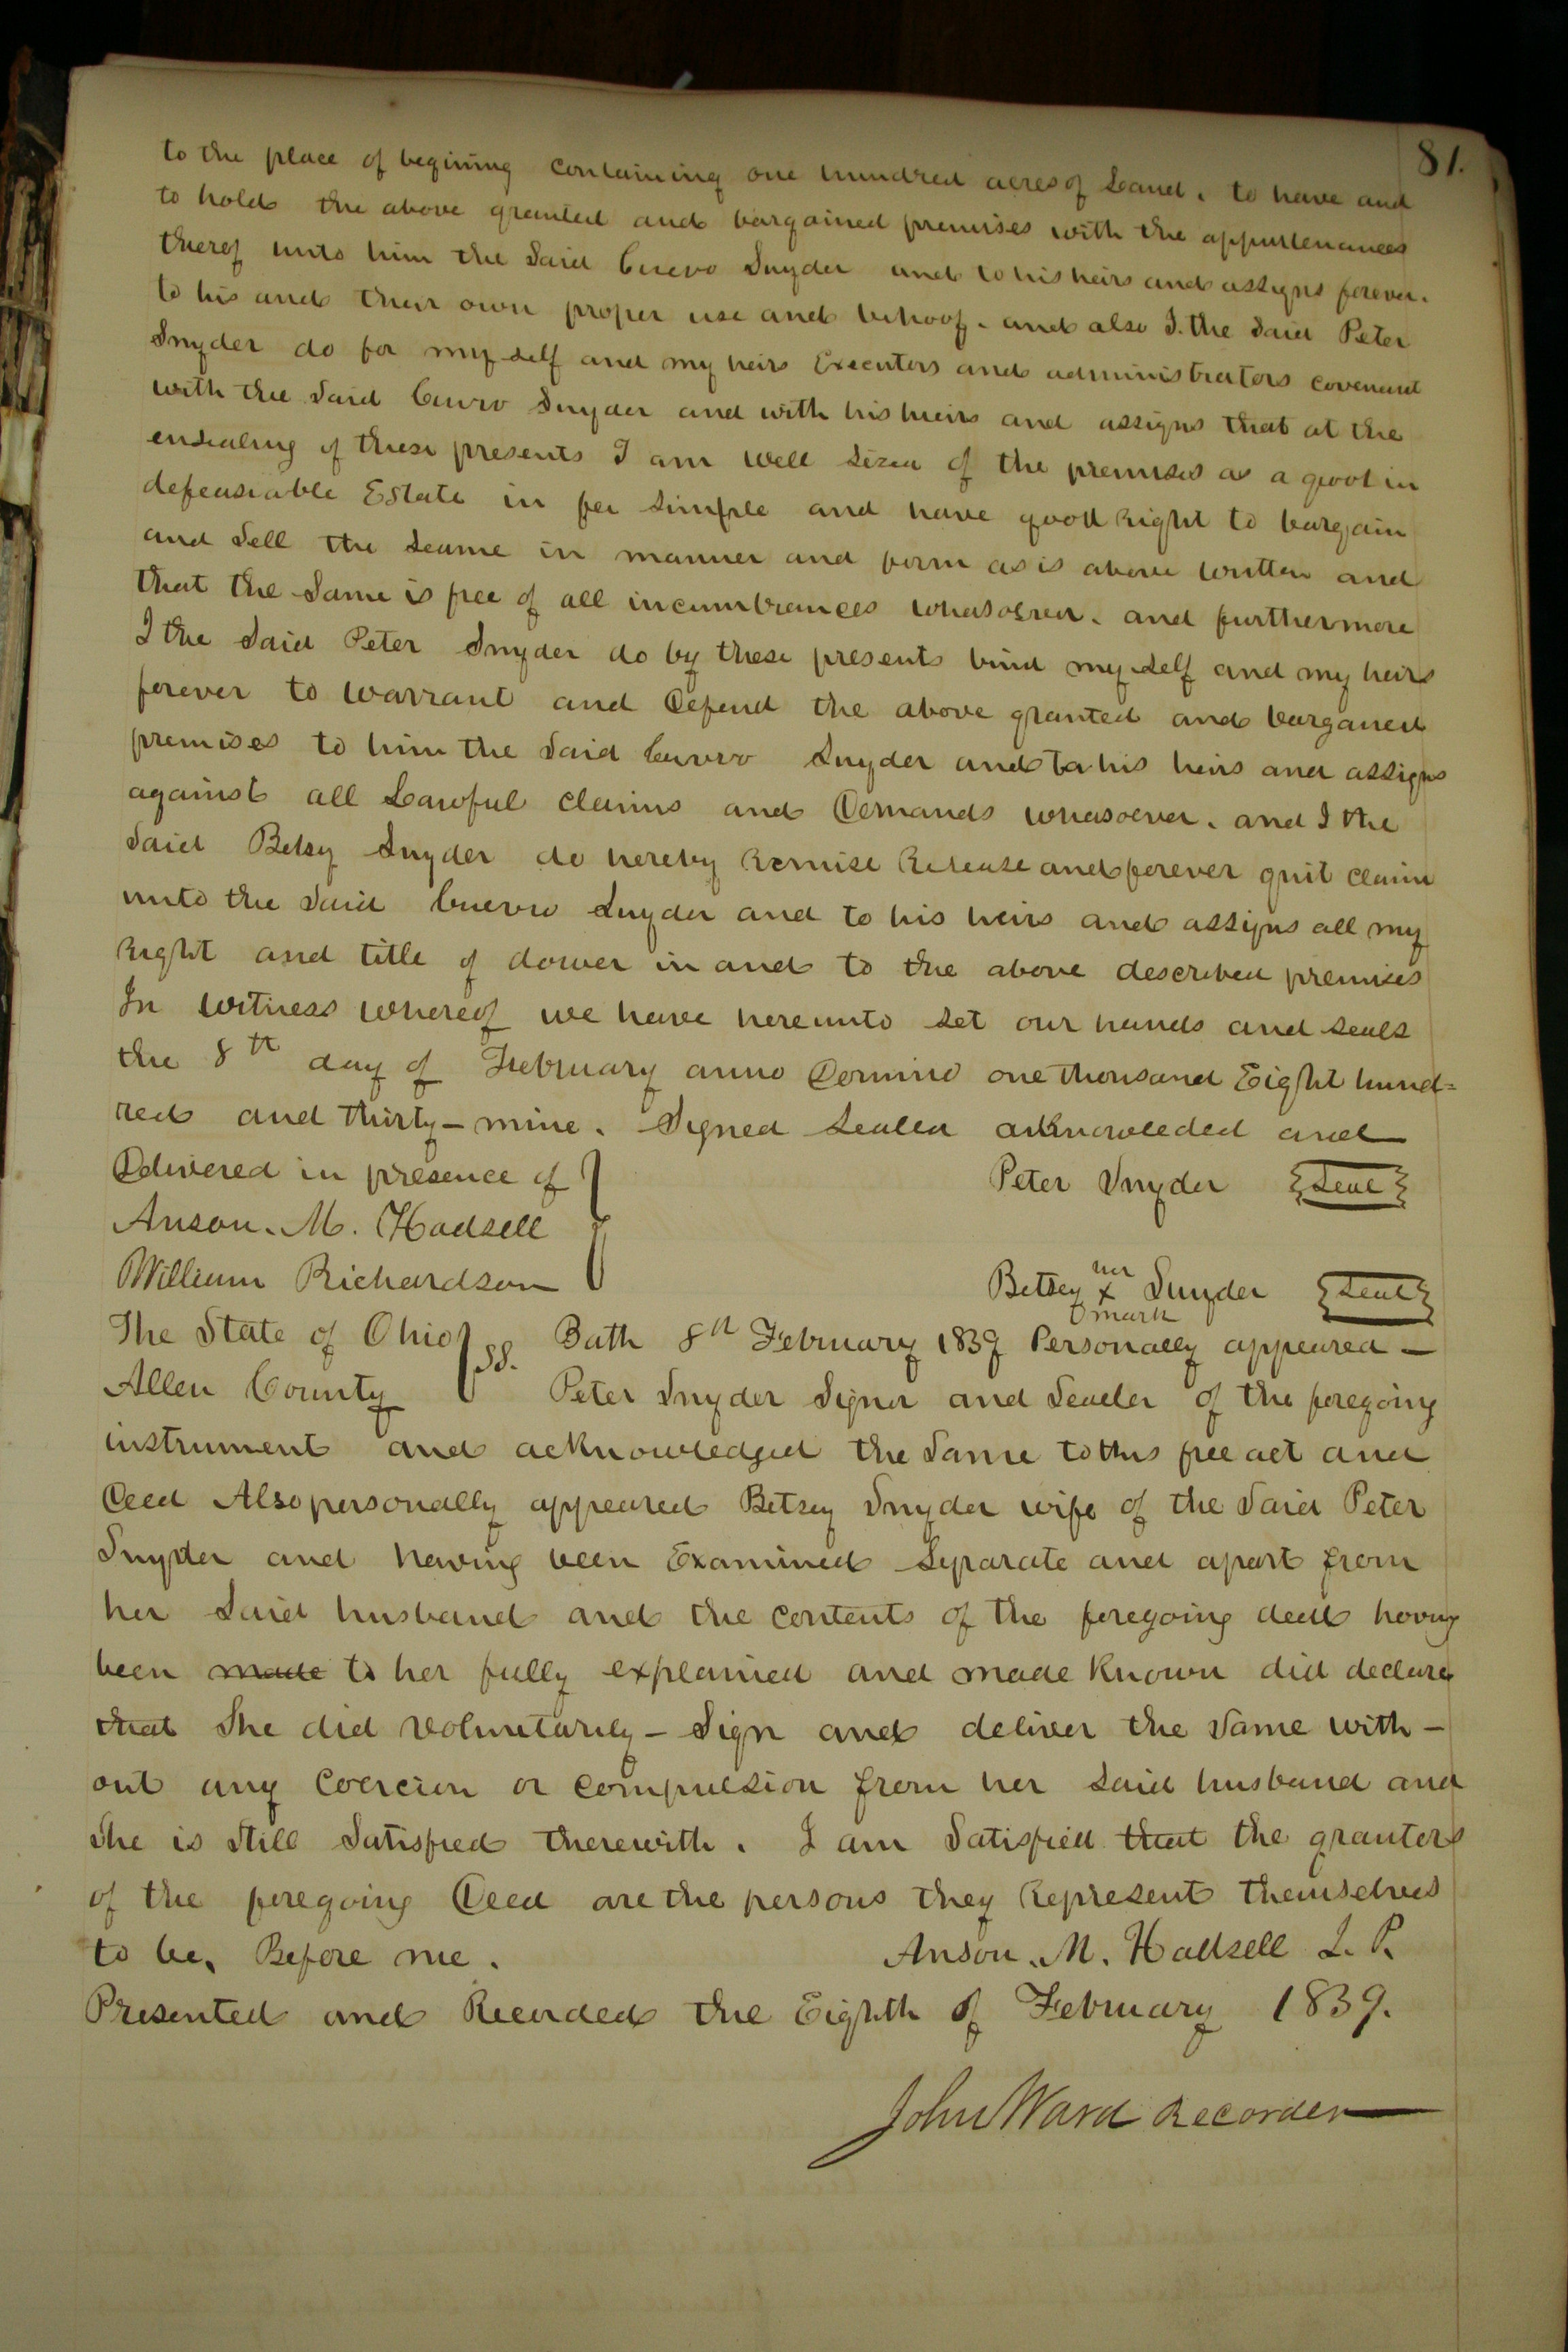 81.
to the place of begining containing one hundred acres of Land. to have and
to hold the above granted and bargained premises with the appurtenances
therof unto him the Said Snyder and to his heirs and assigns forever.
to his and their own proper use and behoof. and also I. the Said Peter
Snyder do for my self and my heirs Executors and administrators covenant
with the Said Snyder and with his heirs and assigns that at the
ensealing of these presents I am well Sized of the premises as a good in
defeasiable Estate in fee Simple and have good Right to bargain
and Sell the Seame in manner and form as is above written and
that the Same is free of all incumbrances whasoever. and furthermore
I the Said Peter Snyder do by these presents bind my self and my heirs
forever to warrant and Defend the above granted and barganed
premises to him the Said Snyder and to his heirs and assigns
against all Lawful claims and Demands whasoever. and I the
Said Betsy Snyder do hereby Remise Release and forever quit claim
unto the Said Snyder and to his heirs and assigns all my
Right and title of dower in and to the above described premises
In Witness whereof we have hereunto Set our hands and Seals
the 8th day of February anno Domino one thousand Eight hund=
red and thirty-nine. Signed Sealed acknowleded and
Delivered in presence of
Peter Snyder Seal
Anson. M. Hadsell
William Richardson
Betsey her x mark Snyder Seal
The State of Ohio } SS. Bath 8th February 1839 Personally appeared -
Allen County Peter Snyder Signer and Sealer of the foregoing
instrument and acknowledged the Same to this free act and
Deed Also personally appeared Betsey Snyder wife of the Said Peter
Snyder and having been Examined Separate and apart from
her Said husband and the contents of the foregoing deed hoving
been made to her fully explained and made Known did declare
that She did Voluntarily - Sign and deliver the Same with -
out any Coercion or compulsion from her Said husband and
She is Still Satisfied therewith. I am Satisfied that the granters
of the foregoing Deed are the persons they Represent themselves
to be. Before me. Anson. M. Hadsell J. P.
Presented and Recorded the Eighth of February 1839.
John Ward Recorder